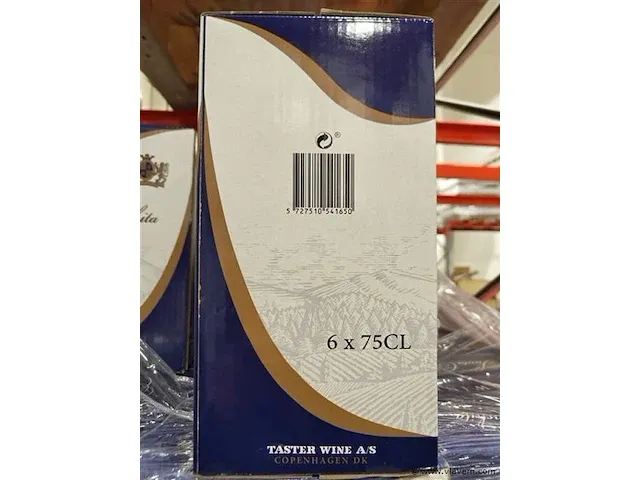 ®
5 727510 541650
6 x 75CL
TASTER WINE A/S
COPENHAGEN DK